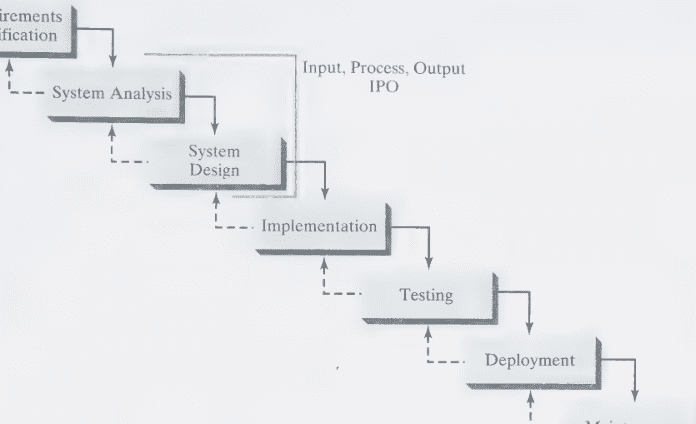 irements
ification
System Analysis
Input, Process, Output
IPO
System
Design
Implementation
Testing
Deployment